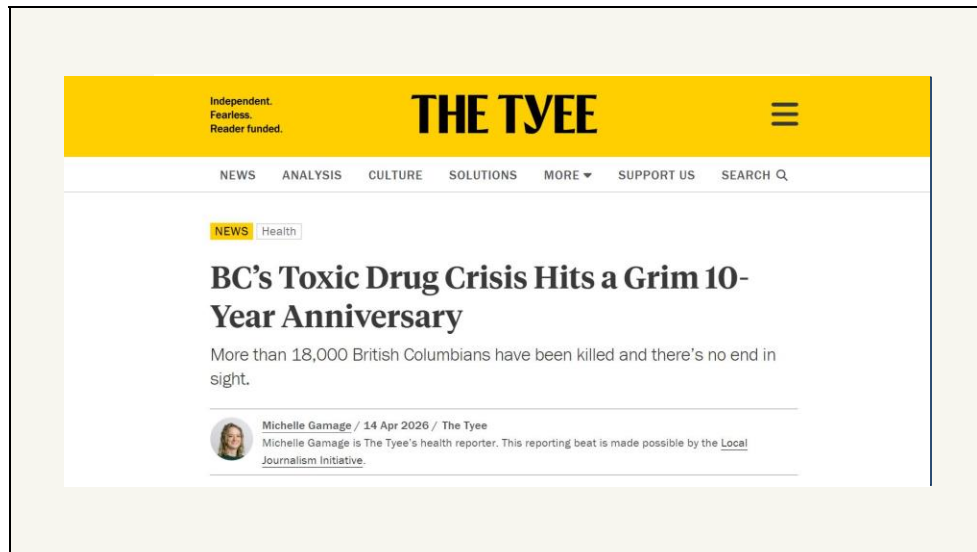 Independent.
Fearless.
Reader funded.
THE TYEE
NEWS ANALYSIS CULTURE SOLUTIONS MORE SUPPORT US SEARCH
NEWS Health
BC’s Toxic Drug Crisis Hits a Grim 10-
Year Anniversary
More than 18,000 British Columbians have been killed and there’s no end in
sight.
Michelle Gamage / 14 Apr 2026 / The Tyee
Michelle Gamage is The Tyee’s health reporter. This reporting beat is made possible by the Local
Journalism Initiative.